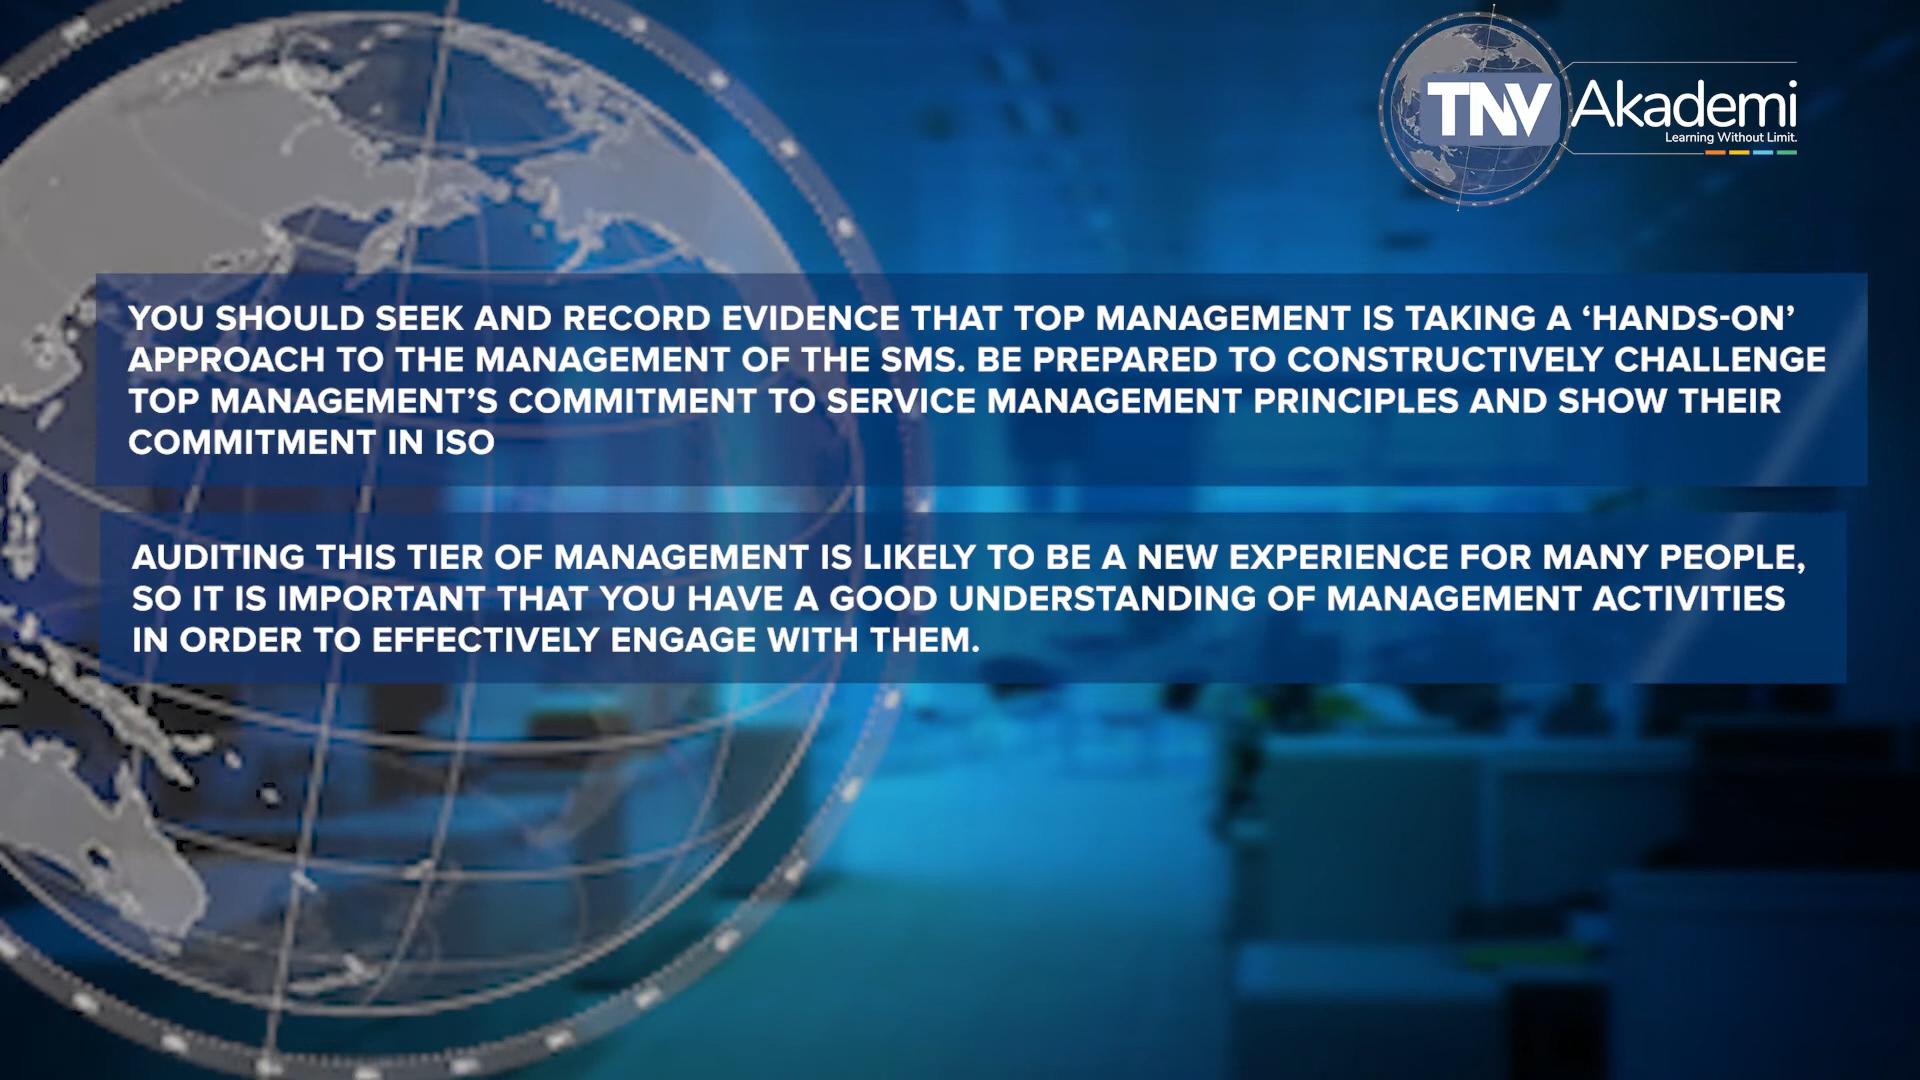 TNV Akademi
Learning Without Limit.
YOU SHOULD SEEK AND RECORD EVIDENCE THAT TOP MANAGEMENT IS TAKING A ‘HANDS-ON’
APPROACH TO THE MANAGEMENT OF THE SMS. BE PREPARED TO CONSTRUCTIVELY CHALLENGE
TOP MANAGEMENT’S COMMITMENT TO SERVICE MANAGEMENT PRINCIPLES AND SHOW THEIR
COMMITMENT IN ISO
AUDITING THIS TIER OF MANAGEMENT IS LIKELY TO BE A NEW EXPERIENCE FOR MANY PEOPLE,
SO IT IS IMPORTANT THAT YOU HAVE A GOOD UNDERSTANDING OF MANAGEMENT ACTIVITIES
IN ORDER TO EFFECTIVELY ENGAGE WITH THEM.